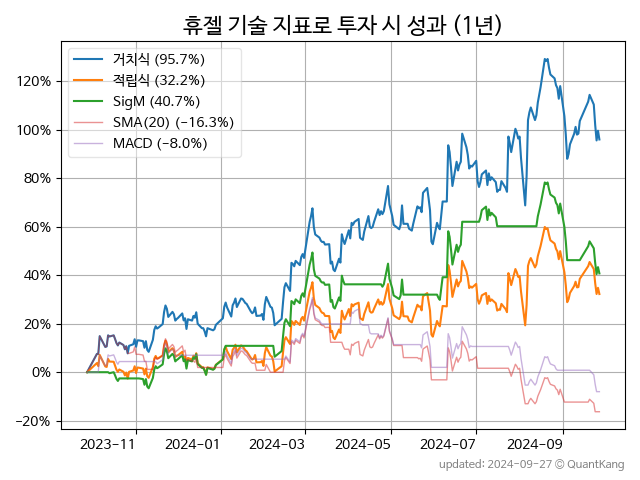 휴젤 기술 지표로 투자 시 성과 (1년)
거치식 (95.7%)
적립식 (32.2%)
SigM (40.7%)
SMA(20) (−16.3%)
MACD (−8.0%)
120%
100%
80%
60%
40%
20%
0%
−20%
2023-11
2024-01
2024-03
2024-05
2024-07
2024-09
updated: 2024-09-27 © QuantKang